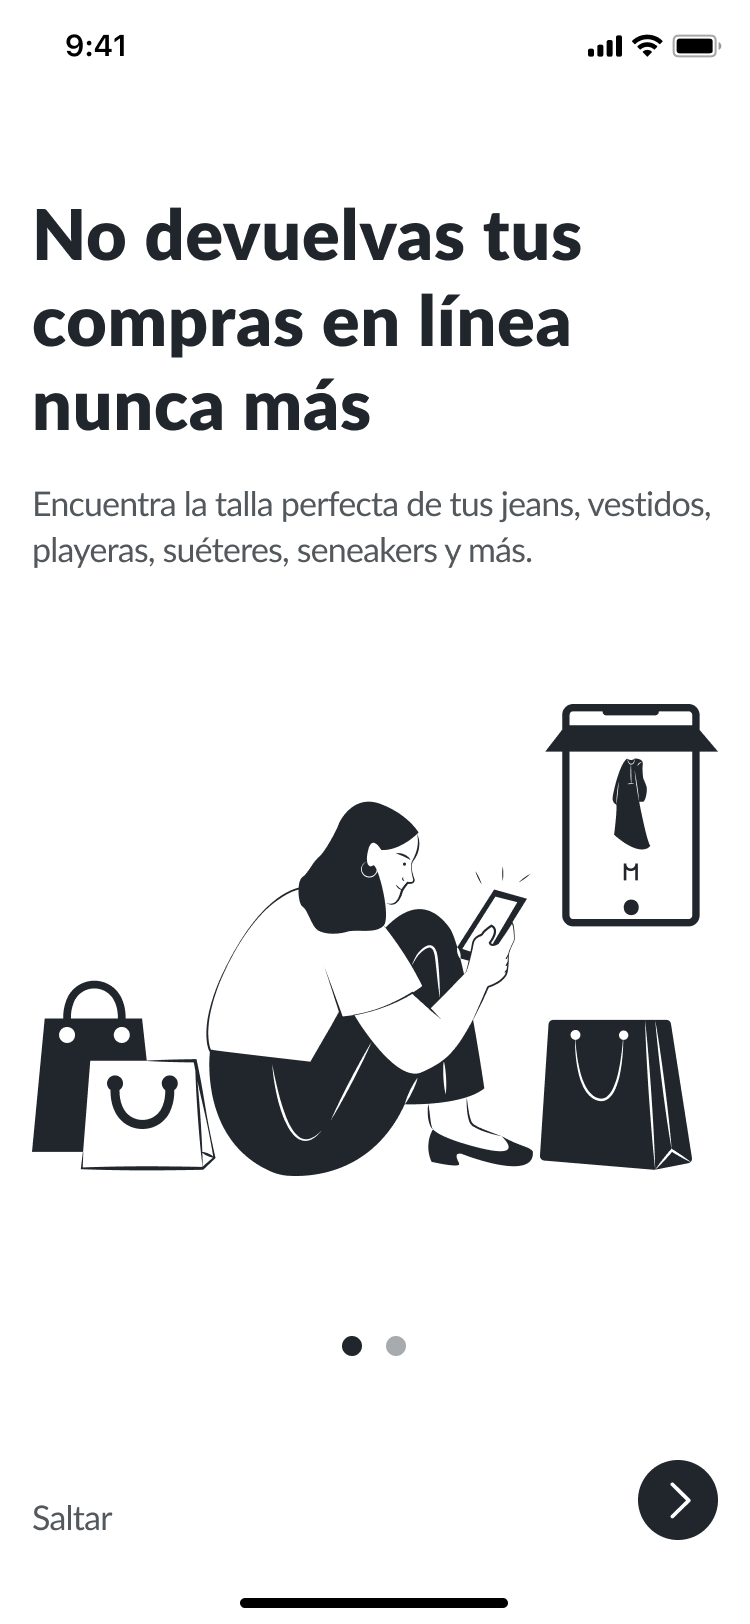 9:41
No devuelvas tus
compras en línea
nunca más
Encuentra la talla perfecta de tus jeans, vestidos,
playeras, suéteres, seneakers y más.
M
Saltar